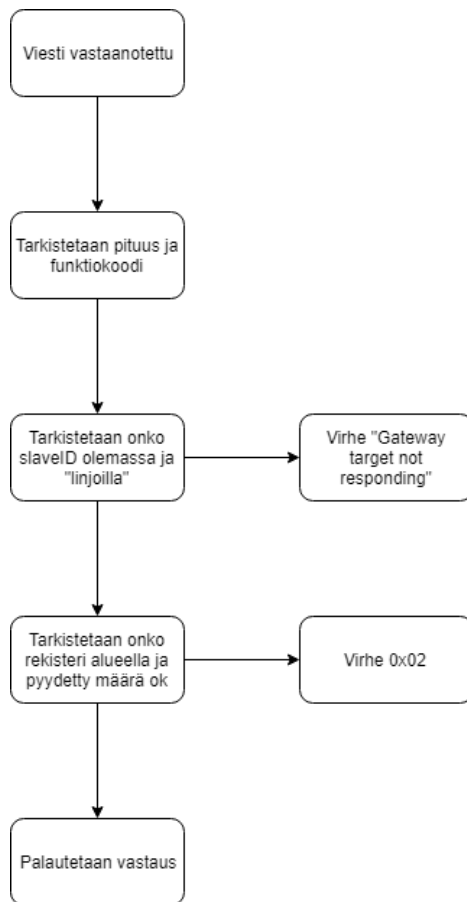 Viesti vastaanotettu
Tarkistetaan pituus ja
funktiokoodi
Tarkistetaan onko
slaveID olemassa ja
"linjoilla"
Virhe "Gateway
target not
responding"
Tarkistetaan onko
rekisteri alueella ja
pyydetty määrä ok
Virhe 0x02
Palautetaan vastaus